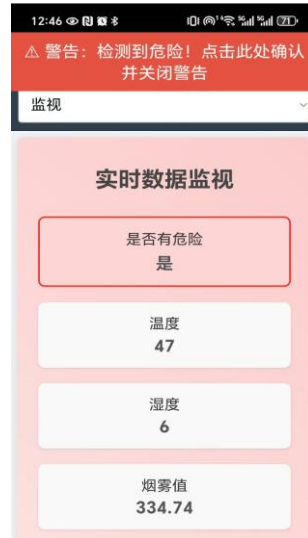 12:46
71
⚠ 警告：检测到危险！点击此处确认
并关闭警告
监视
实时数据监视
是否有危险
是
温度
47
湿度
6
烟雾值
334.74